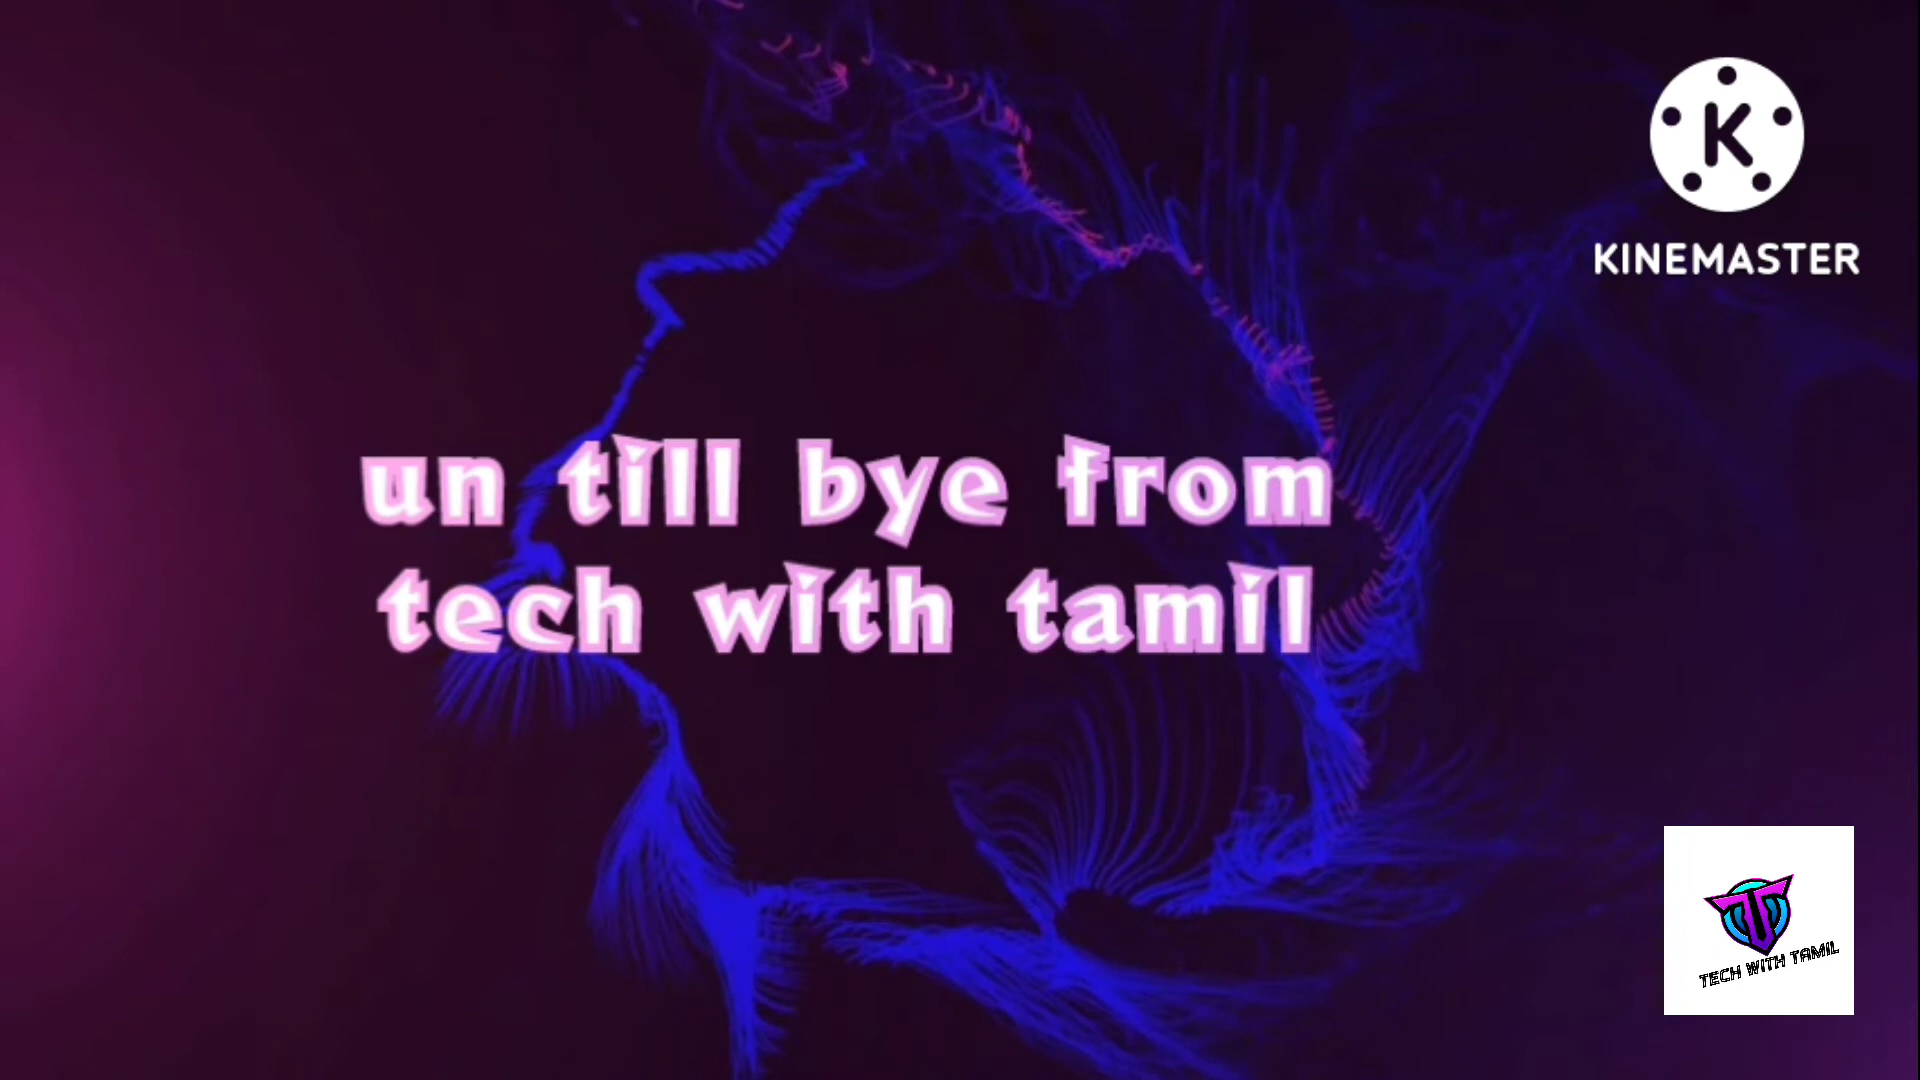 K
KINEMASTER
un till bye from
tech with tamil
TECH WITH TAMIL